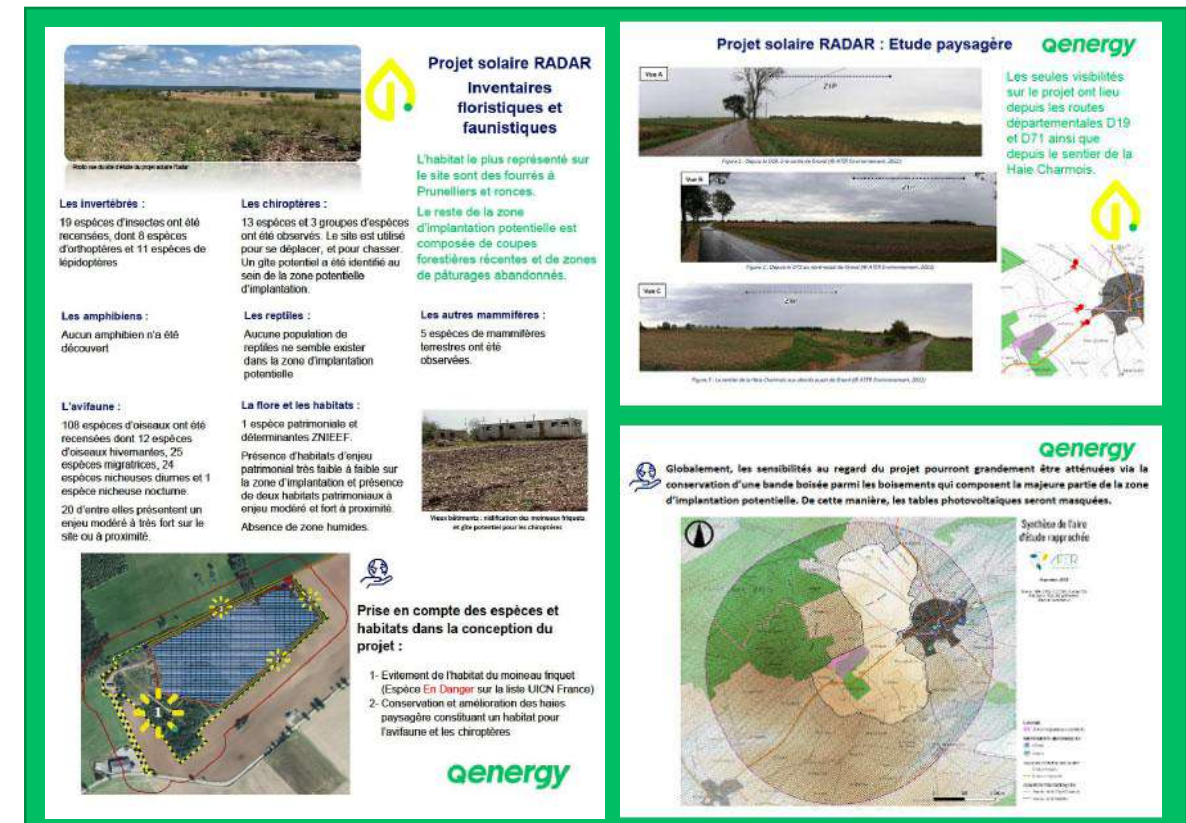 Projet solaire RADAR
Inventaires
floristiques et
faunistiques
L'habitat le plus représenté sur
le site sont des fourrés à
Prunelliers et ronces.
Le reste de la zone
d'implantation potentielle est
composée de coupes
forestières récentes et de zones
de pâturages abandonnés.
Photo vue du site d'étude du projet solaire Radar
Les invertébrés :
19 espèces d'insectes ont été
recensées, dont 8 espèces
d'orthoptères et 11 espèces de
lépidoptères
Les chiroptères :
13 espèces et 3 groupes d'espèces
ont été observés. Le site est utilisé
pour se déplacer, et pour chasser.
Un gîte potentiel a été identifié au
sein de la zone potentielle
d'implantation.
Les amphibiens :
Aucun amphibien n'a été
découvert
Les reptiles :
Aucune population de
reptiles ne semble exister
dans la zone d'implantation
potentielle
Les autres mammifères :
5 espèces de mammifères
terrestres ont été
observées.
L'avifaune :
108 espèces d'oiseaux ont été
recensées dont 12 espèces
d'oiseaux hivernantes, 25
espèces migratrices, 24
espèces nicheuses diurnes et 1
espèce nicheuse nocturne.
20 d'entre elles présentent un
enjeu modéré à très fort sur le
site ou à proximité.
La flore et les habitats :
1 espèce patrimoniale et
déterminantes ZNIEEF.
Présence d'habitats d'enjeu
patrimonial très faible à faible sur
la zone d'implantation et présence
de deux habitats patrimoniaux à
enjeu modéré et fort à proximité.
Absence de zone humides.
Vieux bâtiments : nidification des moineaux friquets
et gîte potentiel pour les chiroptères
1
Prise en compte des espèces et
habitats dans la conception du
projet :
1- Evitement de l'habitat du moineau friquet
(Espèce En Danger sur la liste UICN France)
2- Conservation et amélioration des haies
paysagère constituant un habitat pour
l'avifaune et les chiroptères
Qenergy
Projet solaire RADAR : Etude paysagère
Qenergy
Vue A
ZIP
Vue B
ZIP
Vue C
ZIP
Les seules visibilités
sur le projet ont lieu
depuis les routes
départementales D19
et D71 ainsi que
depuis le sentier de la
Haie Charmois.
Qenergy
Globalement, les sensibilités au regard du projet pourront grandement être atténuées via la
conservation d'une bande boisée parmi les boisements qui composent la majeure partie de la zone
d'implantation potentielle. De cette manière, les tables photovoltaïques seront masquées.
Synthèse de l'aire
d'étude rapprochée